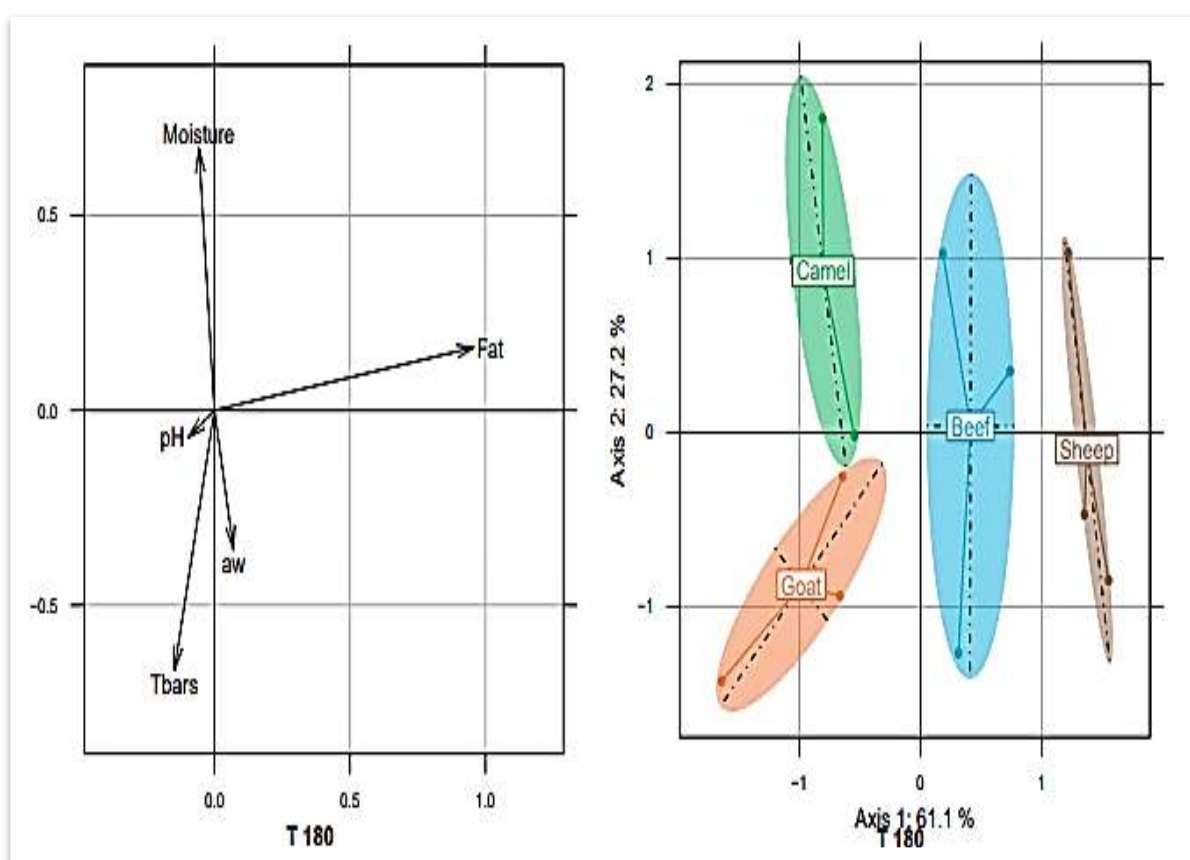 Moisture
0.5
Fat
0.0
pH
aw
-0.5
Tbars
0.0 0.5 1.0
T 180
2
Camel
1
Axis 2: 27.2 %
Beef
0
Sheep
Goat
-1
-1 0 1
Axis 1: 61.1 %
T 180